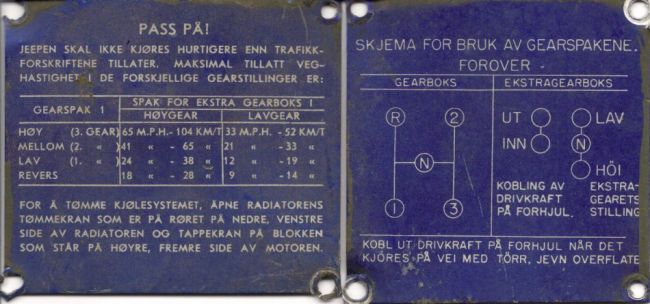 PASS PÅ!
JEEPEN SKAL IKKE KJØRES HURTIGERE ENN TRAFIKK-
FORSKRIFTENE TILLATER. MAKSIMAL TILLATT VEG-
HASTIGHET I DE FORSKJELLIGE GEARSTILLINGER ER:
GEARSPAK 1
SPAK FOR EKSTRA GEARBOKS I
HØYGEAR LAVGEAR
HØY (3. GEAR) 65 M.P.H. - 104 KM/T 33 M.P.H. - 52 KM/T
MELLOM (2. « ) 41 « - 65 « 21 « - 33 «
LAV (1. « ) 24 « - 38 « 12 « - 19 «
REVERS 18 « - 28 « 9 « - 14 «
FOR Å TØMME KJØLESYSTEMET, ÅPNE RADIATORENS
TØMMEKRAN SOM ER PÅ RØRET PÅ NEDRE, VENSTRE
SIDE AV RADIATOREN OG TAPPEKRAN PÅ BLOKKEN
SOM STÅR PÅ HØYRE, FREMRE SIDE AV MOTOREN.
SKJEMA FOR BRUK AV GEARSPAKENE.
FOROVER -
GEARBOKS
R 2
N
1 3
EKSTRAGEARBOKS
UT LAV
INN N
HÖI
KOBLING AV
DRIVKRAFT
PÅ FORHJUL.
EKSTRA-
GEARETS
STILLING
KOBL UT DRIVKRAFT PÅ FORHJUL NÅR DET
KJÖRES PÅ VEI MED TÖRR, JEVN OVERFLATE